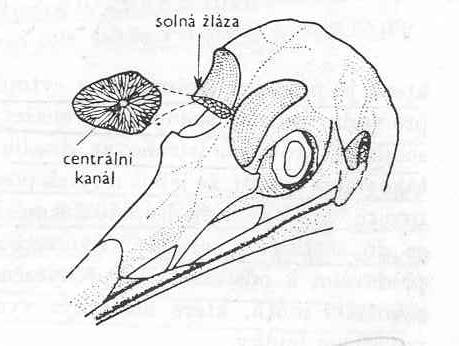 solná žláza
centrální
kanál